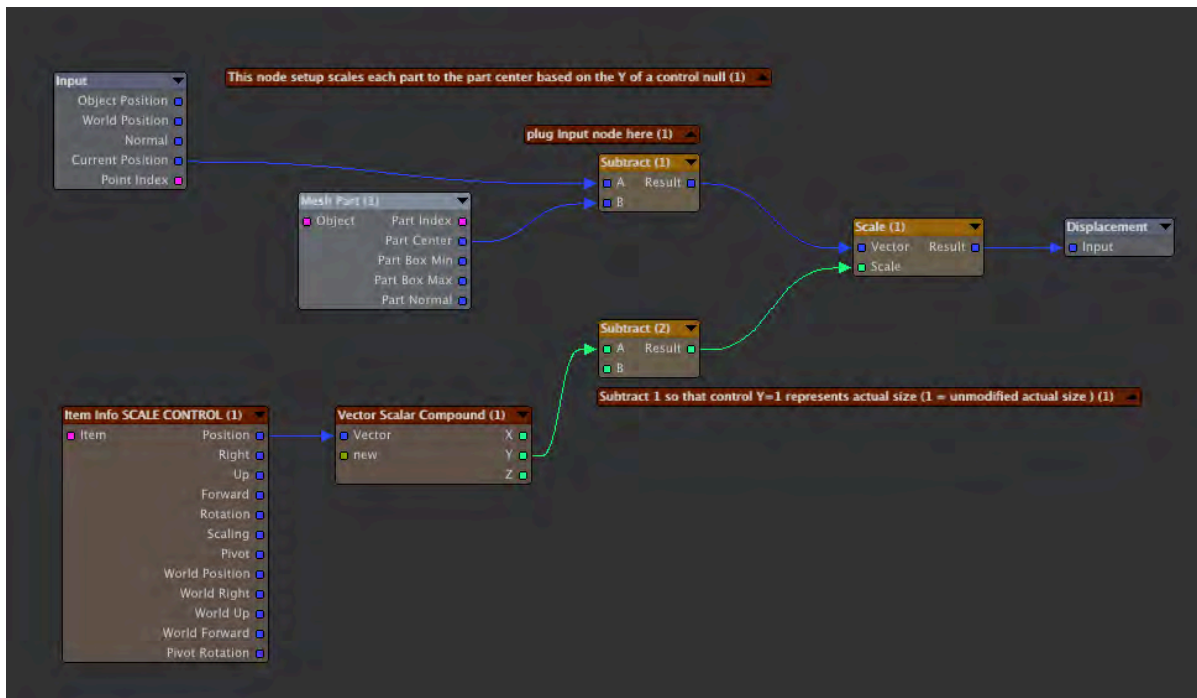 This node setup scales each part to the part center based on the Y of a control null (1)
Input
Object Position
World Position
Normal
Current Position
Point Index
plug Input node here (1)
Subtract (1)
A Result
B
Mesh Part (1)
Object Part Index
Part Center
Part Box Min
Part Box Max
Part Normal
Scale (1)
Vector Result
Scale
Displacement
Input
Subtract (2)
A Result
B
Subtract 1 so that control Y=1 represents actual size (1 = unmodified actual size ) (1)
Item Info SCALE CONTROL (1)
Item Position
Right
Up
Forward
Rotation
Scaling
Pivot
World Position
World Right
World Up
World Forward
Pivot Rotation
Vector Scalar Compound (1)
Vector X
new Y
Z